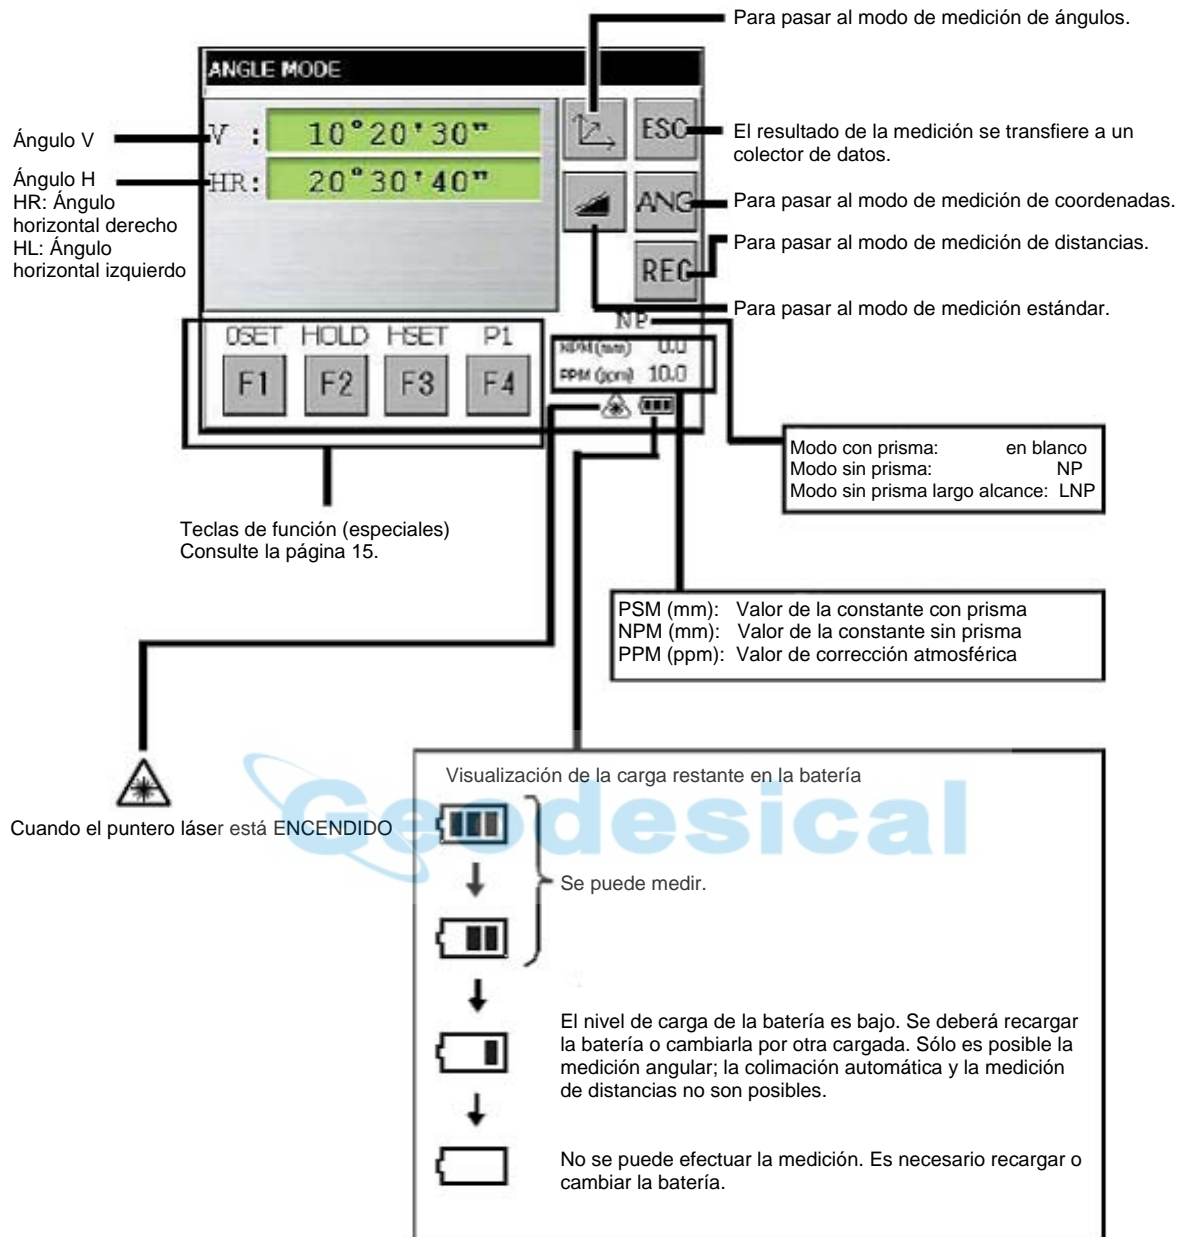 Para pasar al modo de medición de ángulos.
ANGLE MODE
V : 10°20'30"
HR: 20°30'40"
ESC
ANG
REC
Ángulo V
Ángulo H
HR: Ángulo
horizontal derecho
HL: Ángulo
horizontal izquierdo
El resultado de la medición se transfiere a un
colector de datos.
Para pasar al modo de medición de coordenadas.
Para pasar al modo de medición de distancias.
Para pasar al modo de medición estándar.
0SET HOLD HSET P1
F1 F2 F3 F4
NP
NPM (mm) 0.0
PPM (ppm) 10.0
Modo con prisma: en blanco
Modo sin prisma: NP
Modo sin prisma largo alcance: LNP
Teclas de función (especiales)
Consulte la página 15.
PSM (mm): Valor de la constante con prisma
NPM (mm): Valor de la constante sin prisma
PPM (ppm): Valor de corrección atmosférica
Cuando el puntero láser está ENCENDIDO
Geodesical
Visualización de la carga restante en la batería
Se puede medir.
El nivel de carga de la batería es bajo. Se deberá recargar
la batería o cambiarla por otra cargada. Sólo es posible la
medición angular; la colimación automática y la medición
de distancias no son posibles.
No se puede efectuar la medición. Es necesario recargar o
cambiar la batería.